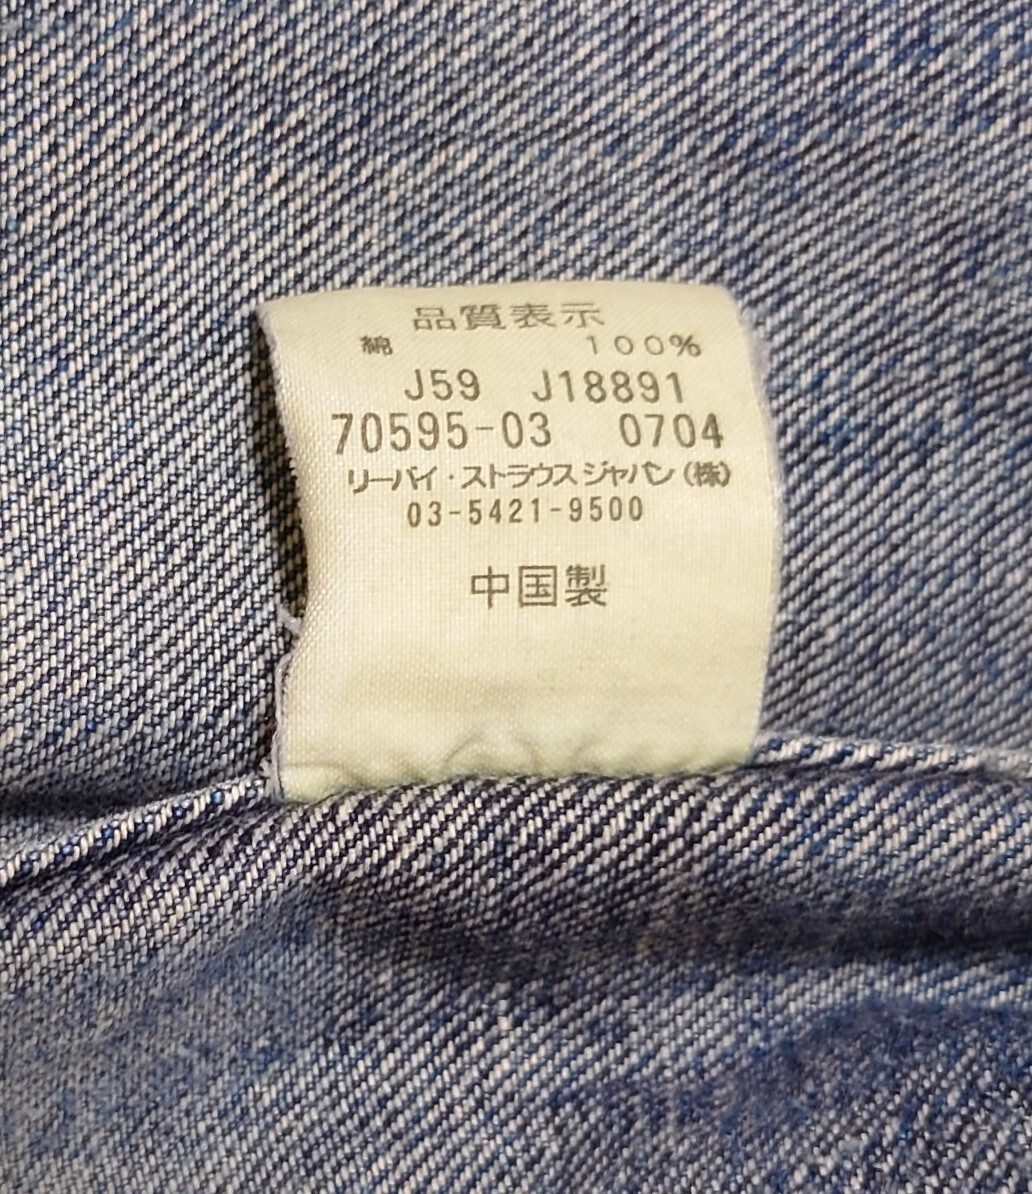 品質表示
綿 100%
J59 J18891
70595-03 0704
リーバイ・ストラウスジャパン(株)
03-5421-9500
中国製